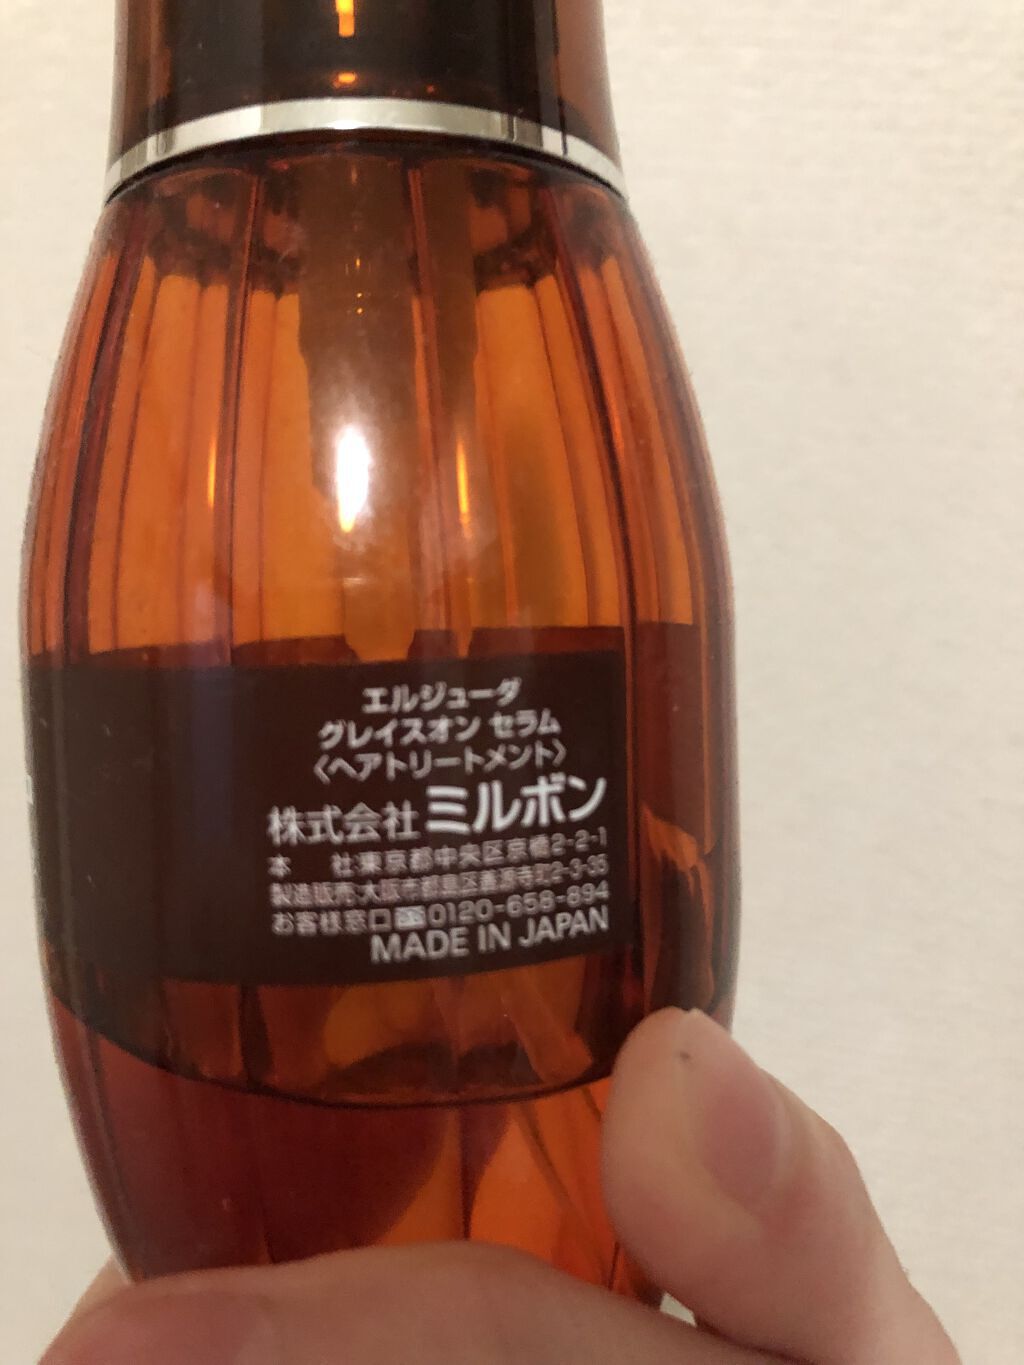 エルジューダ
グレイスオン セラム
〈ヘアトリートメント〉
株式会社ミルボン
本 社:東京都中央区京橋2-2-1
製造販売:大阪市都島区善源寺町2-3-35
お客様窓口 0120-658-894
MADE IN JAPAN